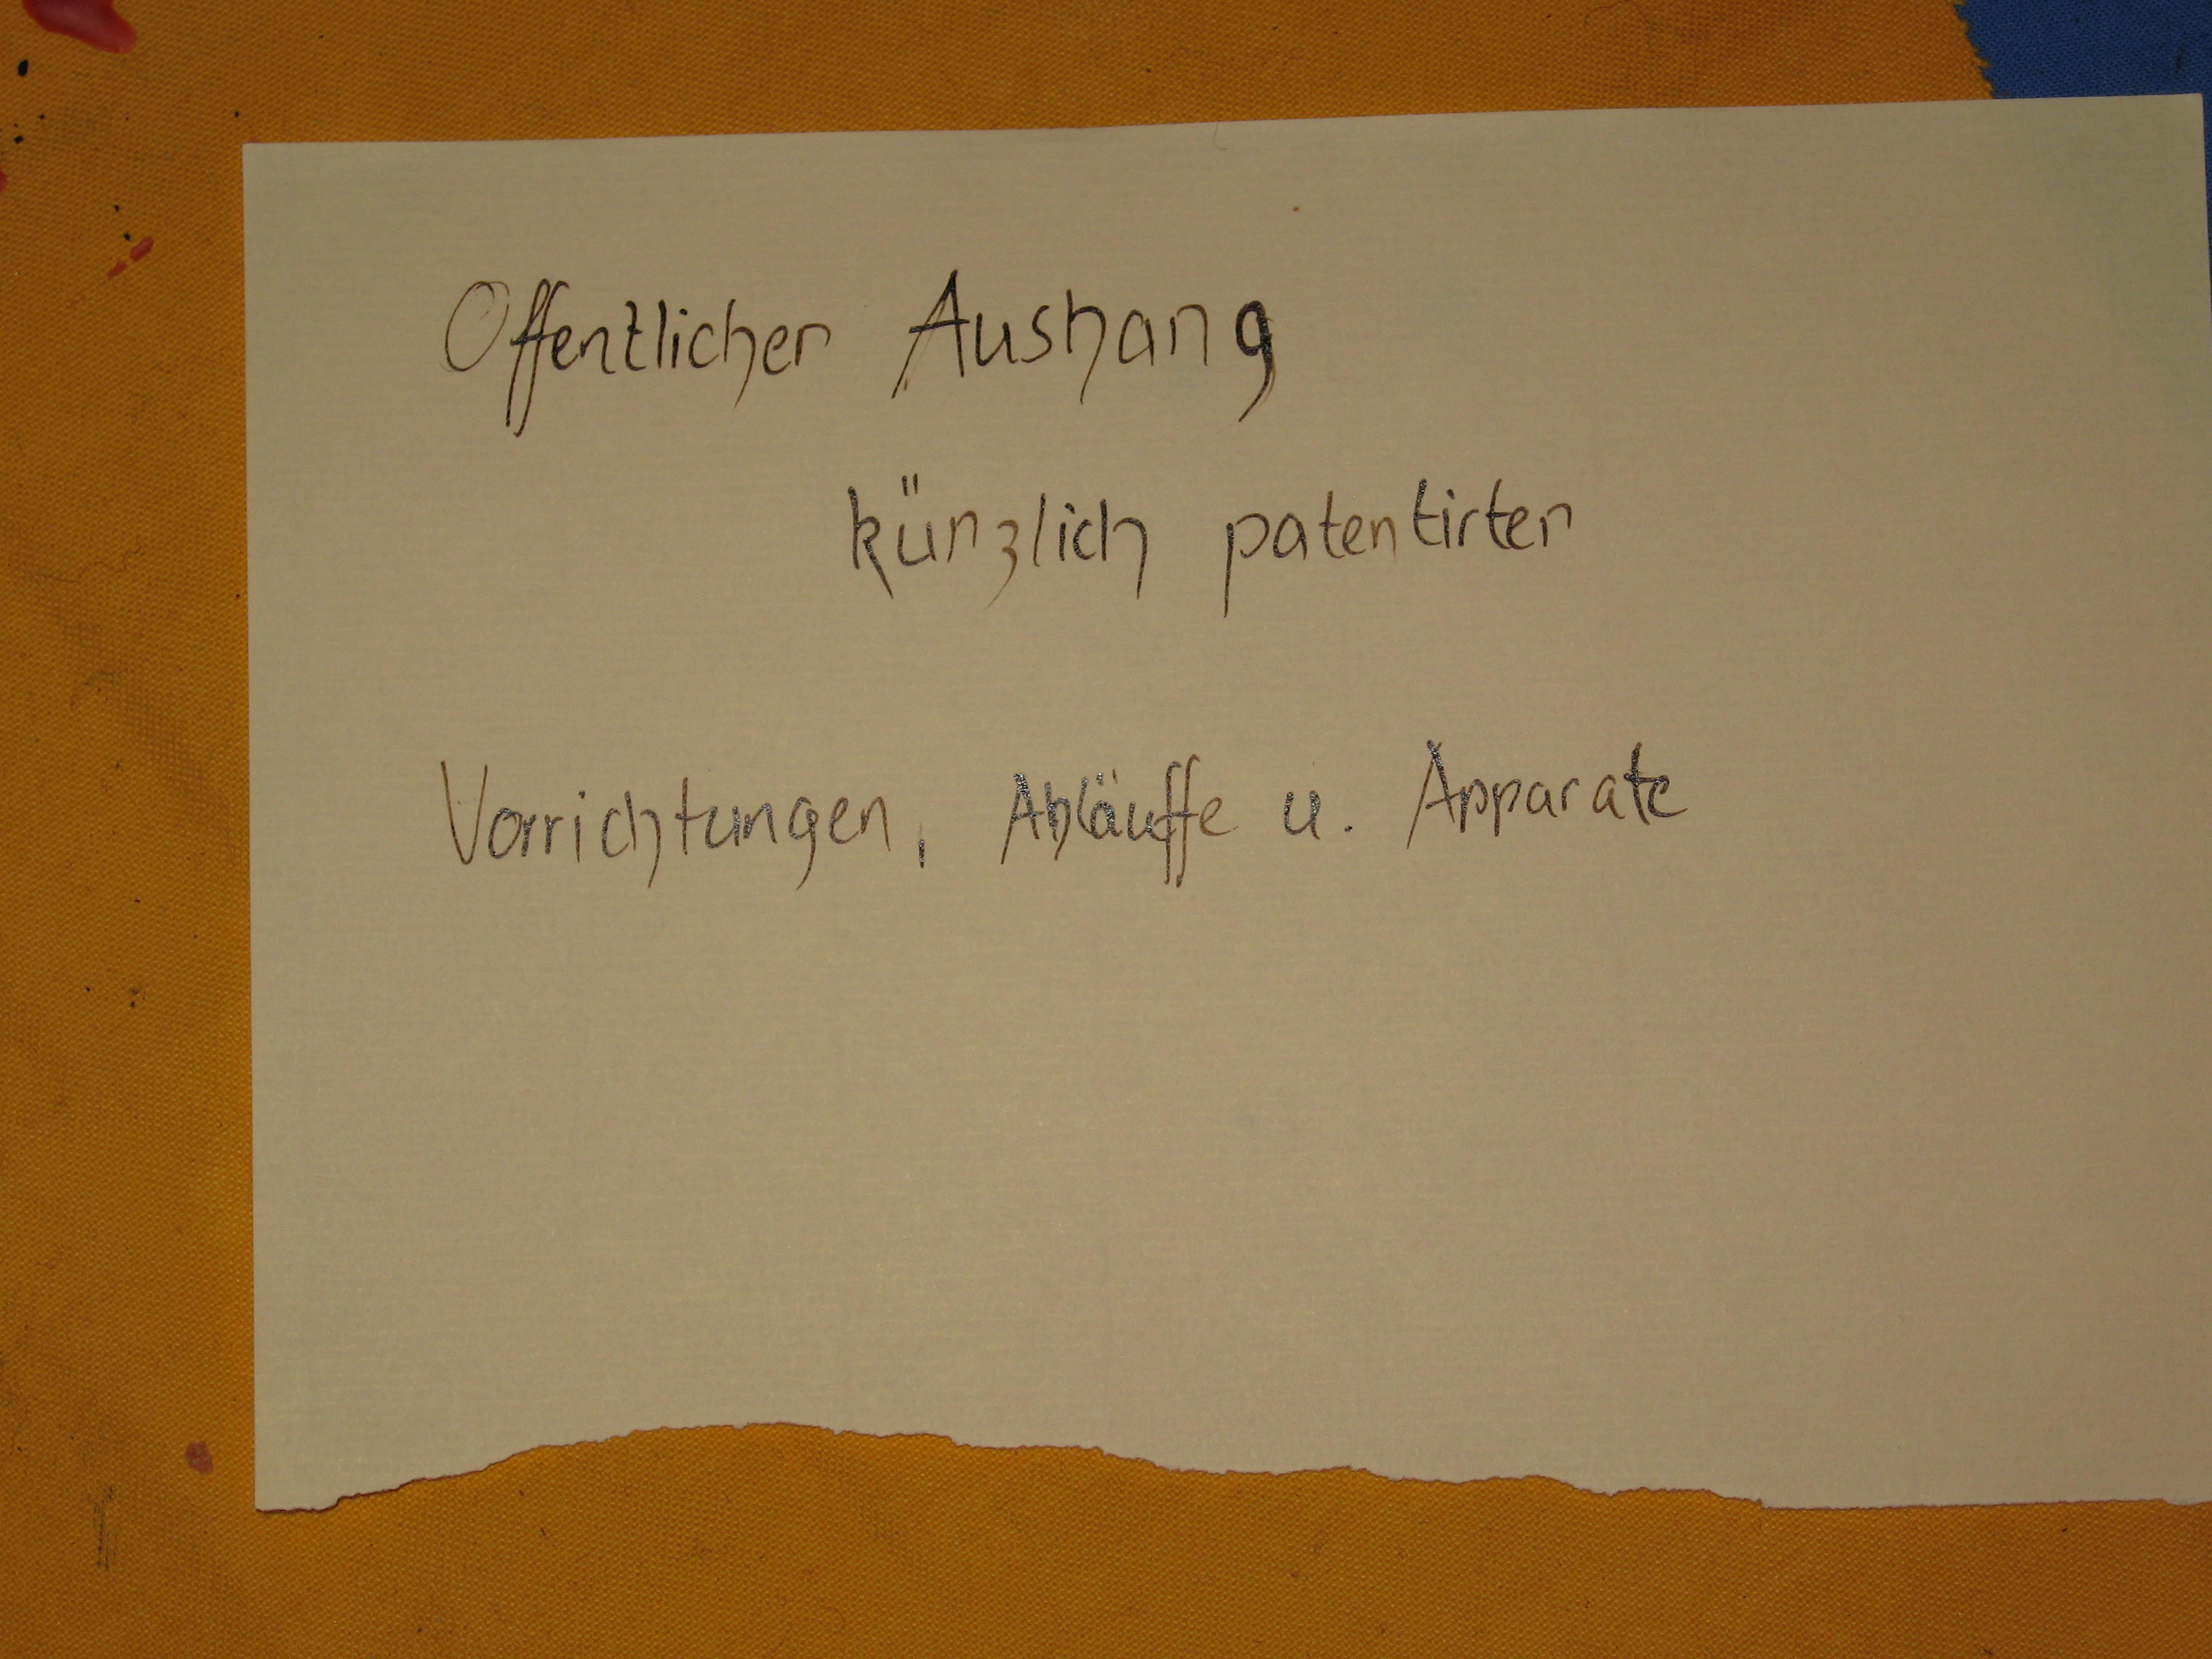 Offentlicher Aushang
künzlich patentirter
Vorrichtungen, Abläuffe u. Apparate